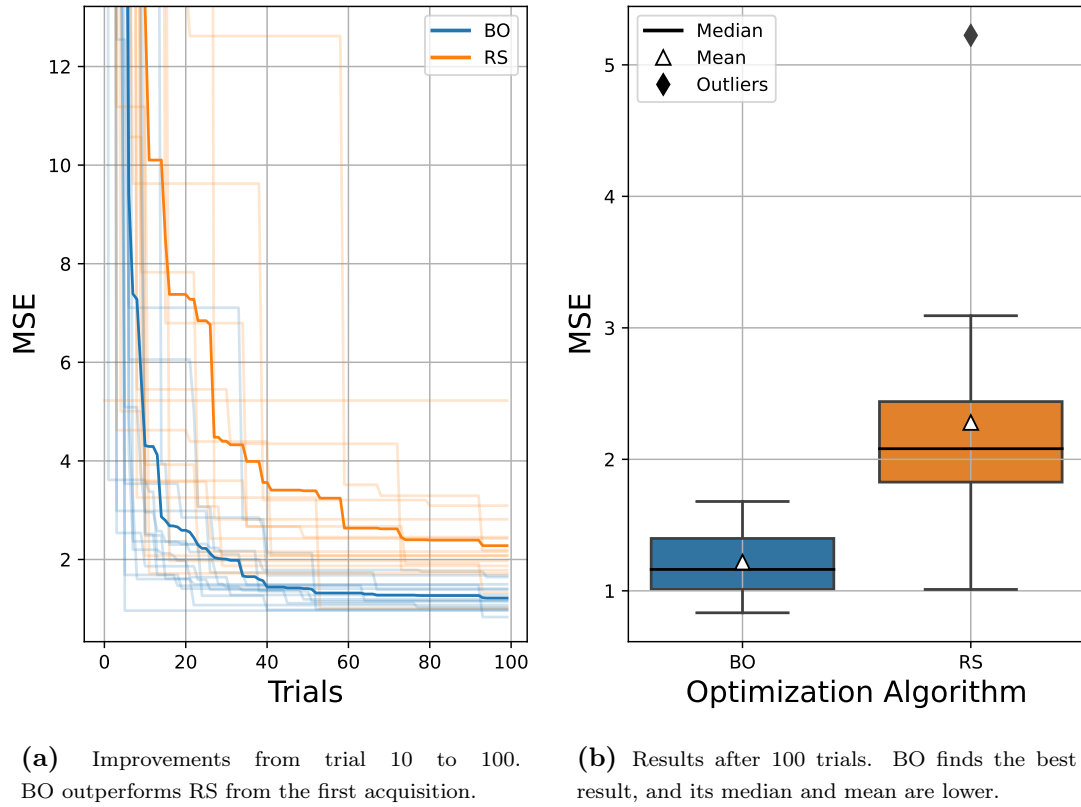 BO
RS
MSE
12
10
8
6
4
2
0 20 40 60 80 100
Trials
Median
Mean
Outliers
MSE
5
4
3
2
1
BO RS
Optimization Algorithm
(a) Improvements from trial 10 to 100.
BO outperforms RS from the first acquisition.
(b) Results after 100 trials. BO finds the best
result, and its median and mean are lower.